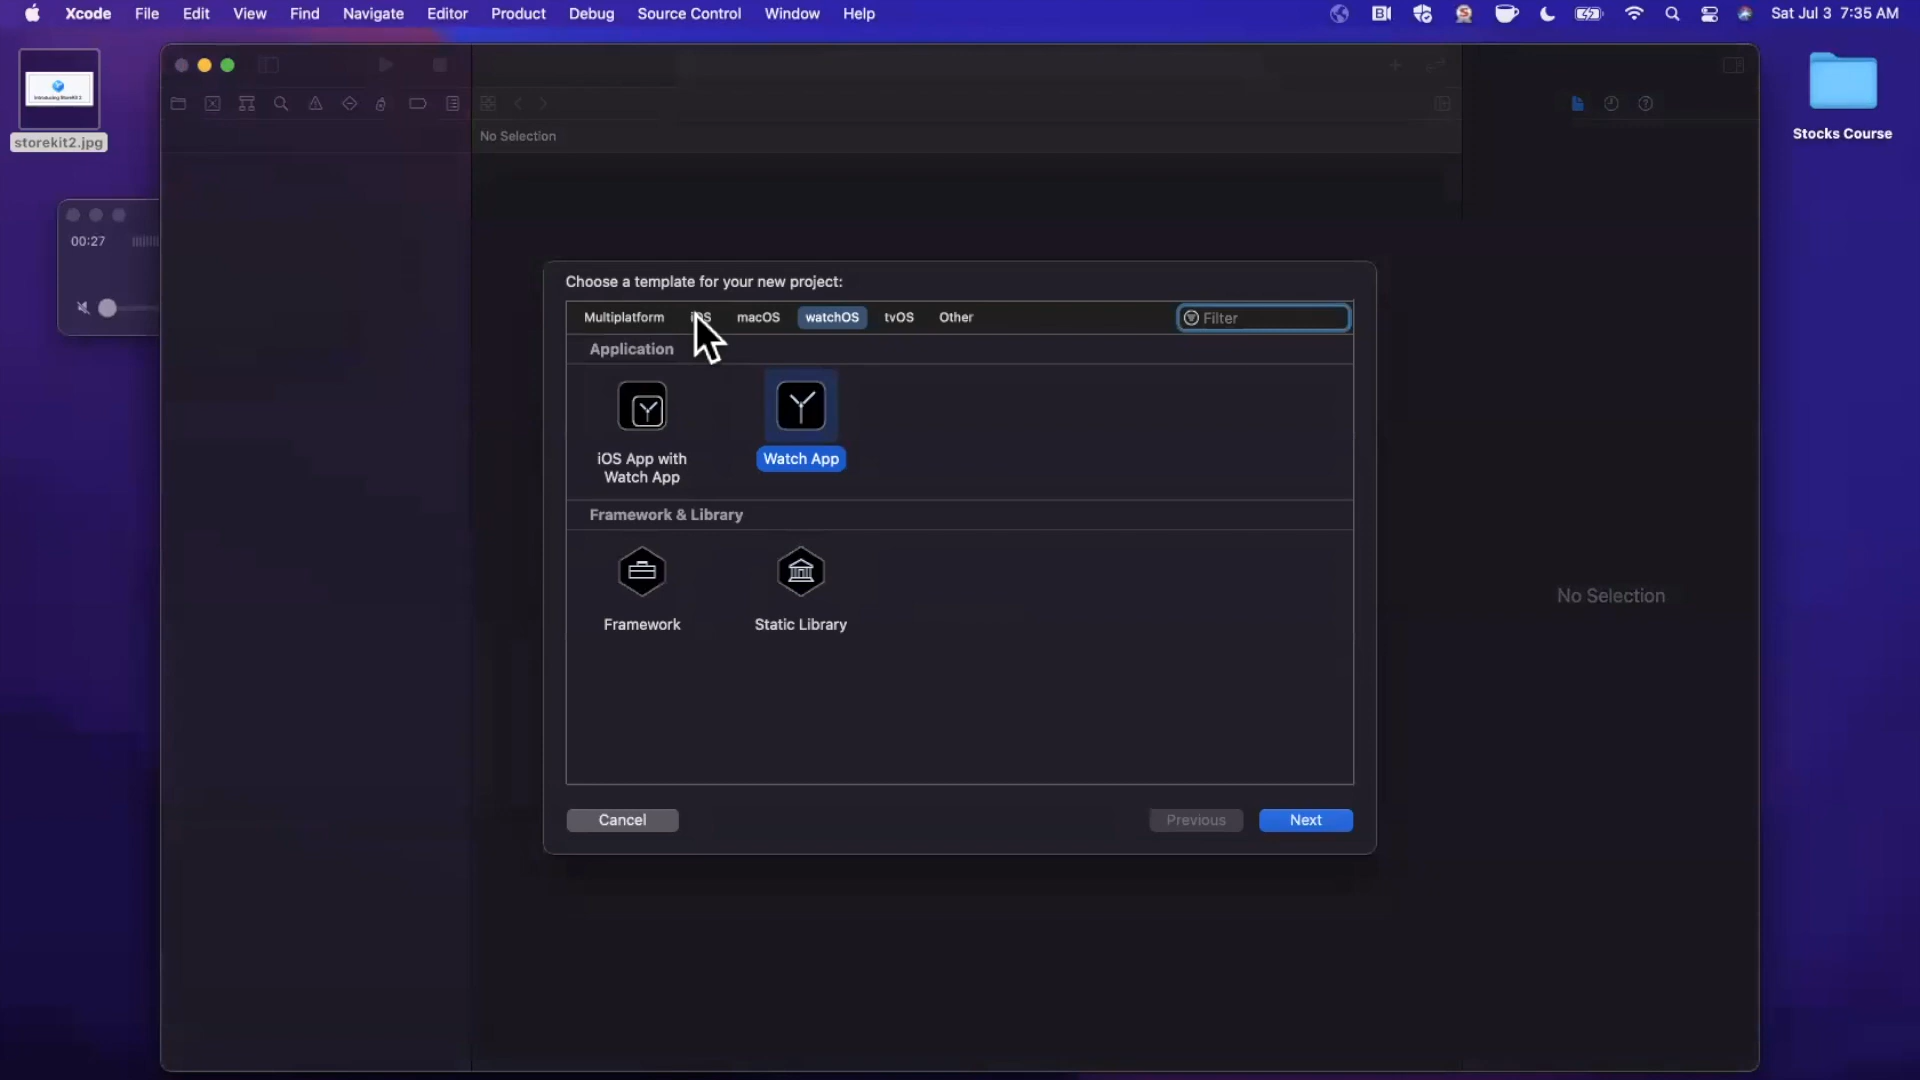 Xcode File Edit View Find Navigate Editor Product Debug Source Control Window Help Sat Jul 3 7:35 AM
storekit2.jpg
Stocks Course
No Selection
00:27
Choose a template for your new project:
Multiplatform iOS macOS watchOS tvOS Other Filter
Application
iOS App with
Watch App
Watch App
Framework & Library
Framework
Static Library
No Selection
Cancel Previous Next